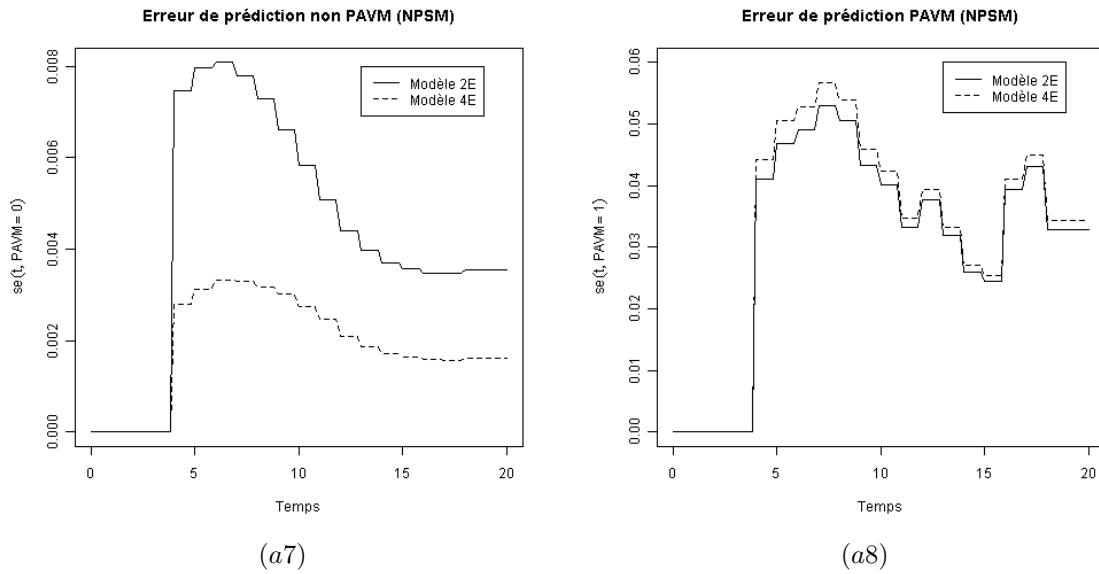 Erreur de prédiction non PAVM (NPSM)
se(t, PAVM = 0)
0.000
0.002
0.004
0.006
0.008
Modèle 2E
Modèle 4E
0 5 10 15 20
Temps
(a7)
Erreur de prédiction PAVM (NPSM)
se(t, PAVM = 1)
0.00
0.01
0.02
0.03
0.04
0.05
0.06
Modèle 2E
Modèle 4E
0 5 10 15 20
Temps
(a8)